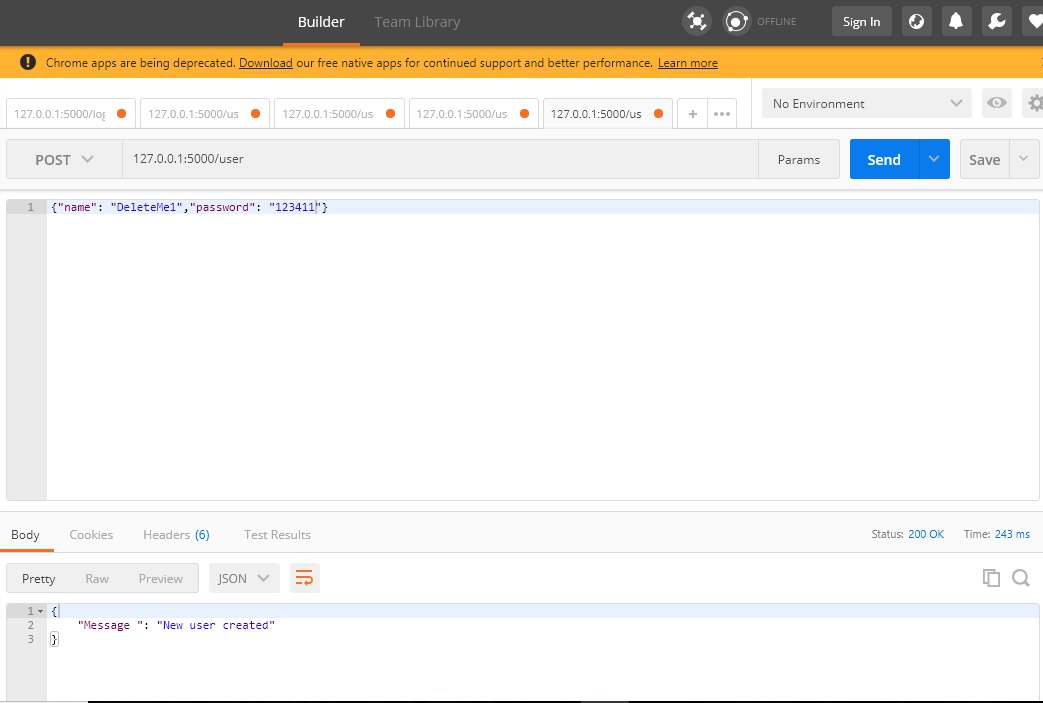 Builder Team Library OFFLINE Sign In
Chrome apps are being deprecated. Download our free native apps for continued support and better performance. Learn more
127.0.0.1:5000/log 127.0.0.1:5000/us 127.0.0.1:5000/us 127.0.0.1:5000/us 127.0.0.1:5000/us + ••• No Environment
POST 127.0.0.1:5000/user Params Send Save
1 {"name": "DeleteMe1","password": "123411"}
Body Cookies Headers (6) Test Results Status: 200 OK Time: 243 ms
Pretty Raw Preview JSON
1 {
2 "Message ": "New user created"
3 }